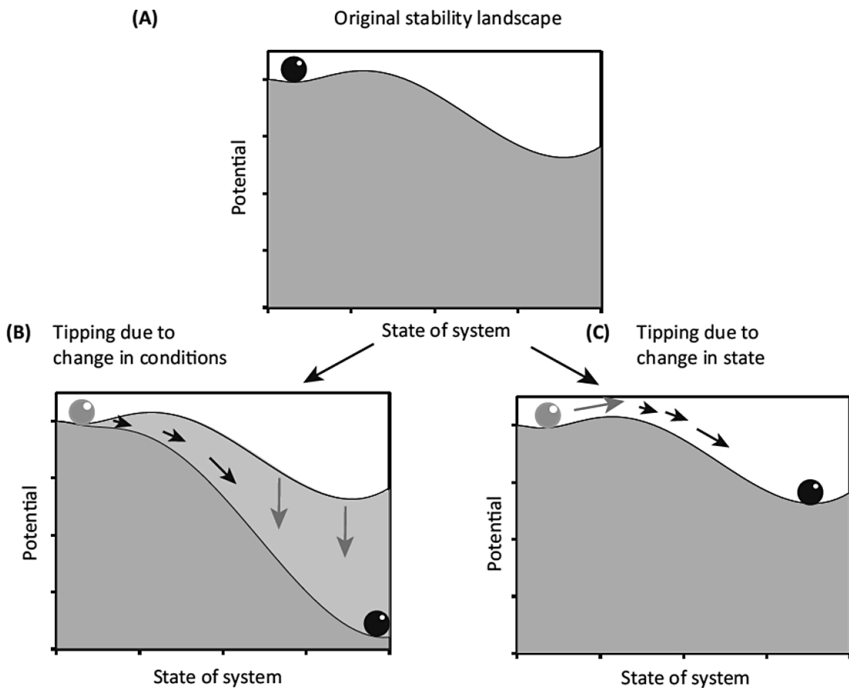 (A) Original stability landscape
Potential
State of system
(B) Tipping due to
change in conditions
Potential
State of system
(C) Tipping due to
change in state
Potential
State of system